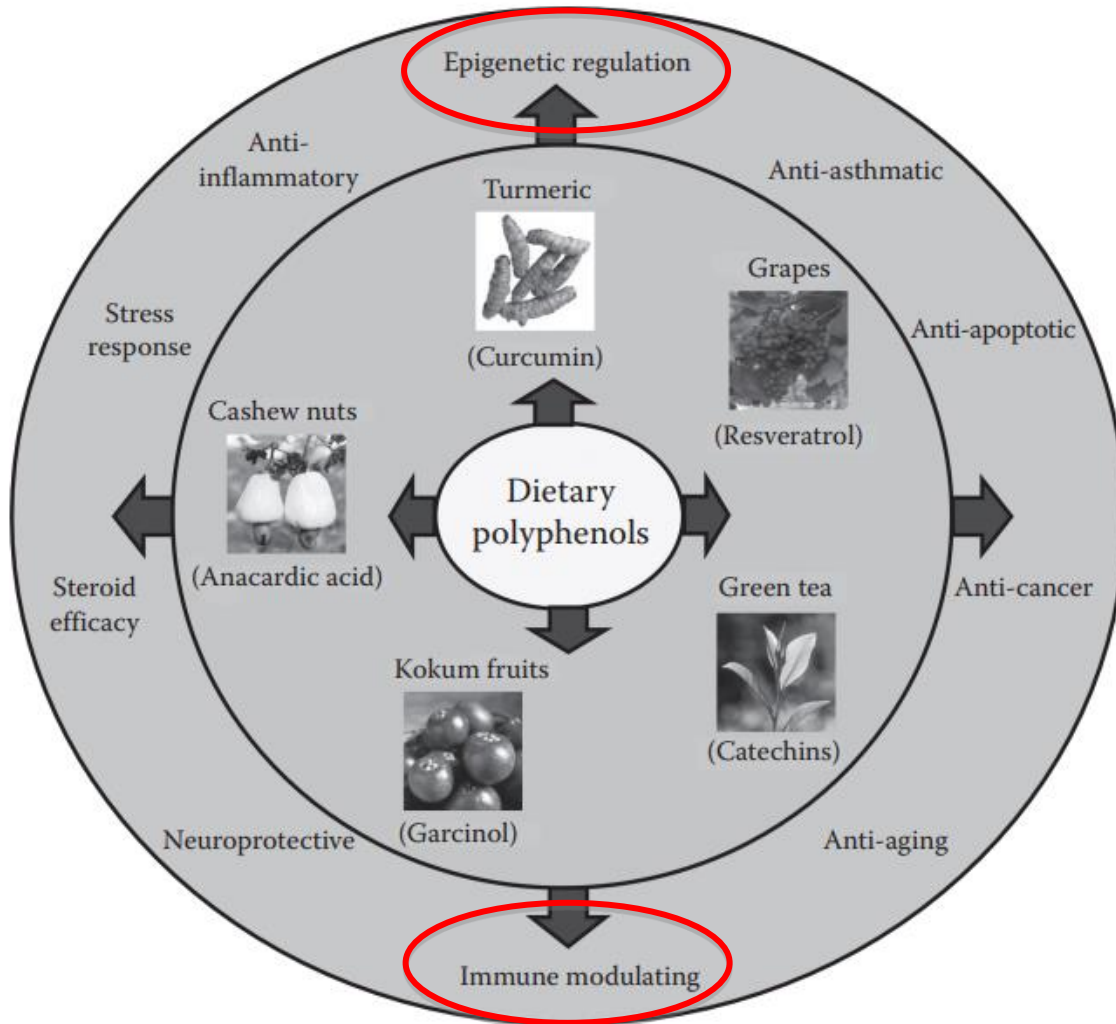 Epigenetic regulation
Anti-
inflammatory
Anti-asthmatic
Turmeric
Grapes
Stress
response
Anti-apoptotic
(Curcumin)
Cashew nuts
(Resveratrol)
Dietary
polyphenols
(Anacardic acid)
Steroid
efficacy
Green tea
Anti-cancer
Kokum fruits
(Catechins)
Neuroprotective
(Garcinol)
Anti-aging
Immune modulating